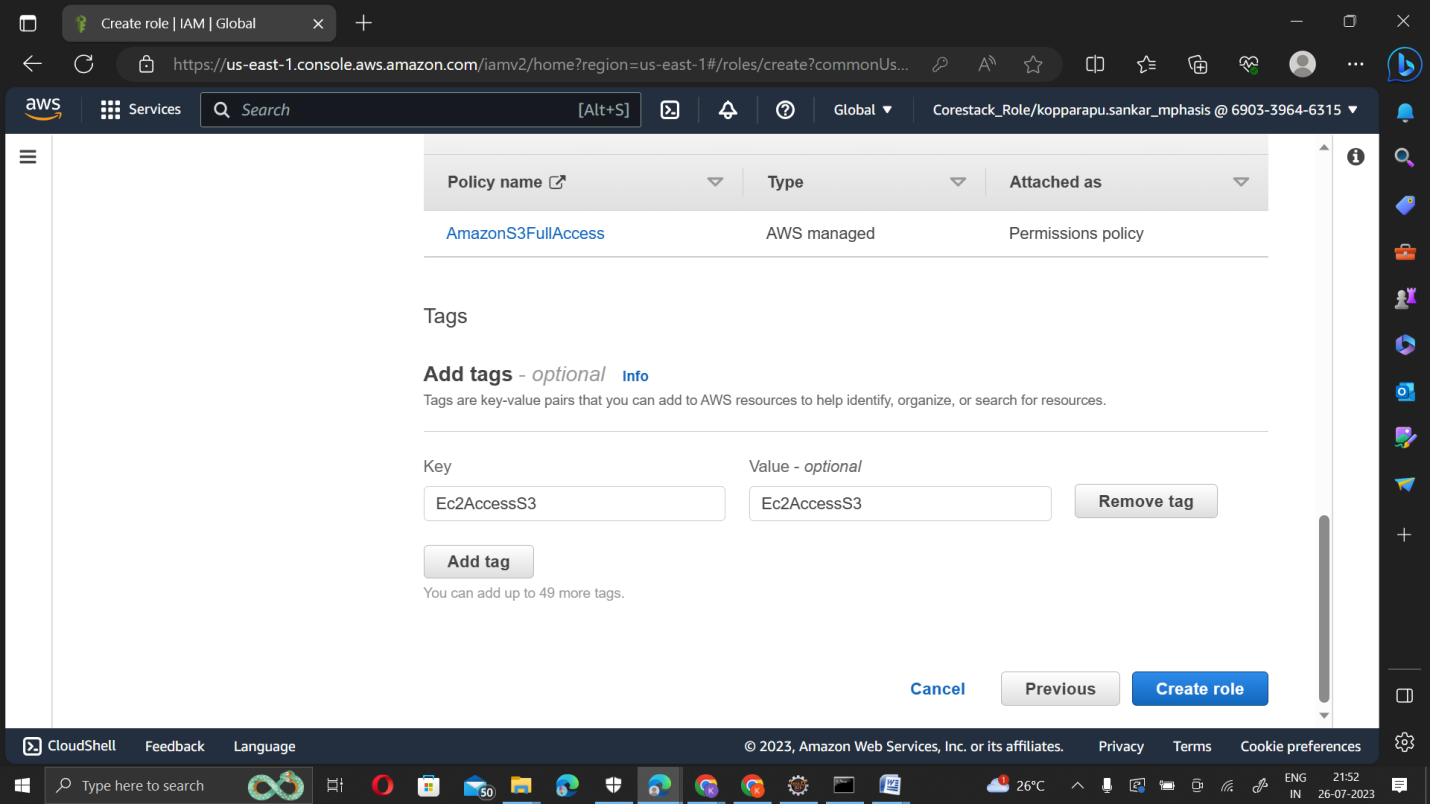 Create role | IAM | Global
https://us-east-1.console.aws.amazon.com/iamv2/home?region=us-east-1#/roles/create?commonUs...
aws Services Search [Alt+S] Global Corestack_Role/kopparapu.sankar_mphasis @ 6903-3964-6315
Policy name Type Attached as
AmazonS3FullAccess AWS managed Permissions policy
Tags
Add tags - optional Info
Tags are key-value pairs that you can add to AWS resources to help identify, organize, or search for resources.
Key Value - optional
Ec2AccessS3 Ec2AccessS3 Remove tag
Add tag
You can add up to 49 more tags.
Cancel Previous Create role
CloudShell Feedback Language © 2023, Amazon Web Services, Inc. or its affiliates. Privacy Terms Cookie preferences
Type here to search 50 1 26°C ENG 21:52
IN 26-07-2023